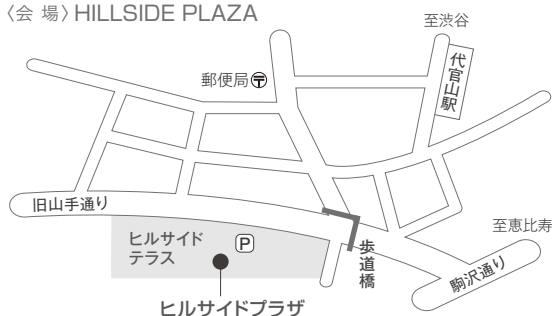 〈会 場〉HILLSIDE PLAZA
至渋谷
代官山駅
郵便局〒
旧山手通り
ヒルサイド
テラス
P
歩道橋
至恵比寿
駒沢通り
ヒルサイドプラザ